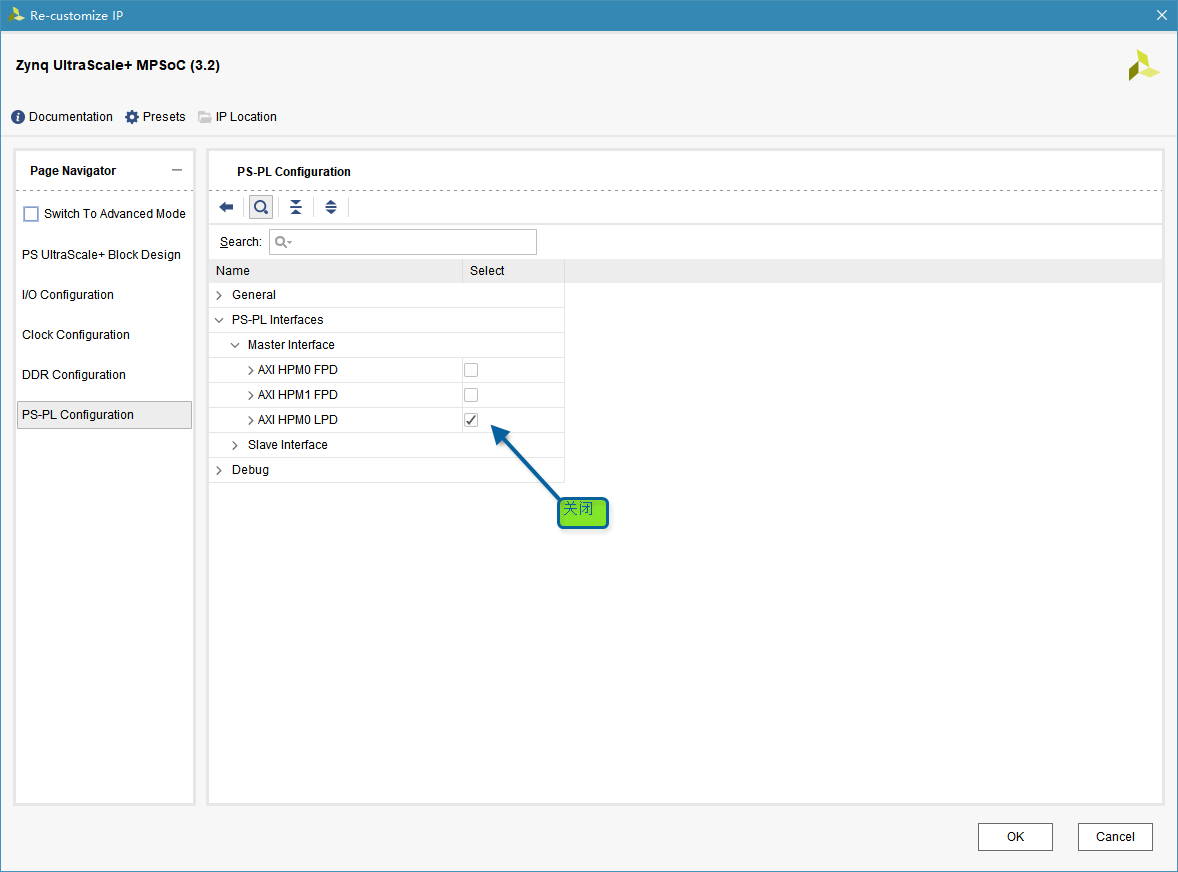 Re-customize IP
Zynq UltraScale+ MPSoC (3.2)
Documentation Presets IP Location
Page Navigator
Switch To Advanced Mode
PS UltraScale+ Block Design
I/O Configuration
Clock Configuration
DDR Configuration
PS-PL Configuration
PS-PL Configuration
Search:
Name Select
General
PS-PL Interfaces
Master Interface
AXI HPM0 FPD
AXI HPM1 FPD
AXI HPM0 LPD
Slave Interface
Debug
关闭
OK Cancel